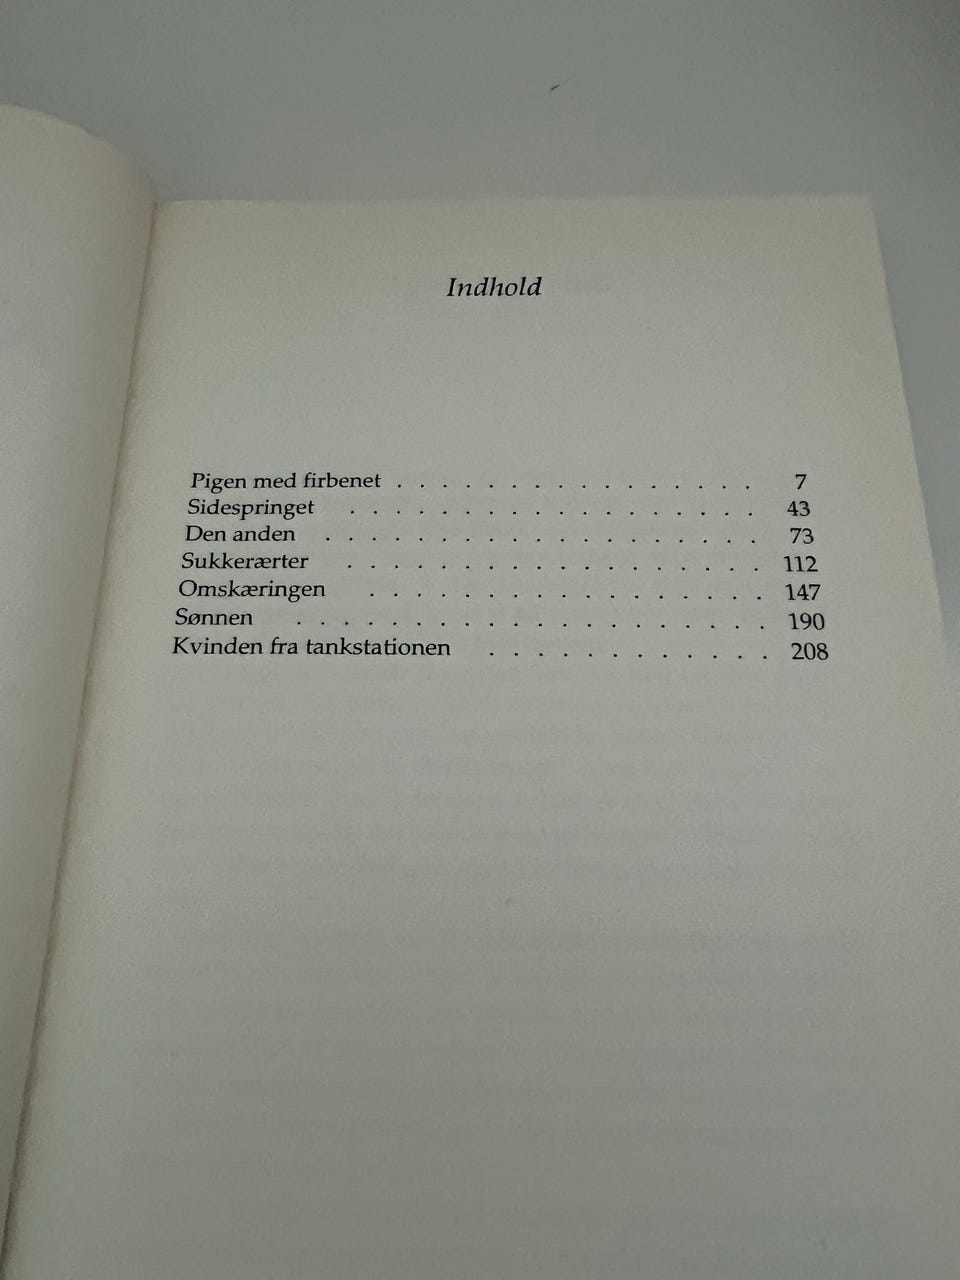 Indhold
Pigen med firbenet . . . . . . . . . . . . . . . . 7
Sidespringet . . . . . . . . . . . . . . . . . . 43
Den anden . . . . . . . . . . . . . . . . . . . 73
Sukkerærter . . . . . . . . . . . . . . . . . . 112
Omskæringen . . . . . . . . . . . . . . . . . 147
Sønnen . . . . . . . . . . . . . . . . . . . . 190
Kvinden fra tankstationen . . . . . . . . . . . . 208